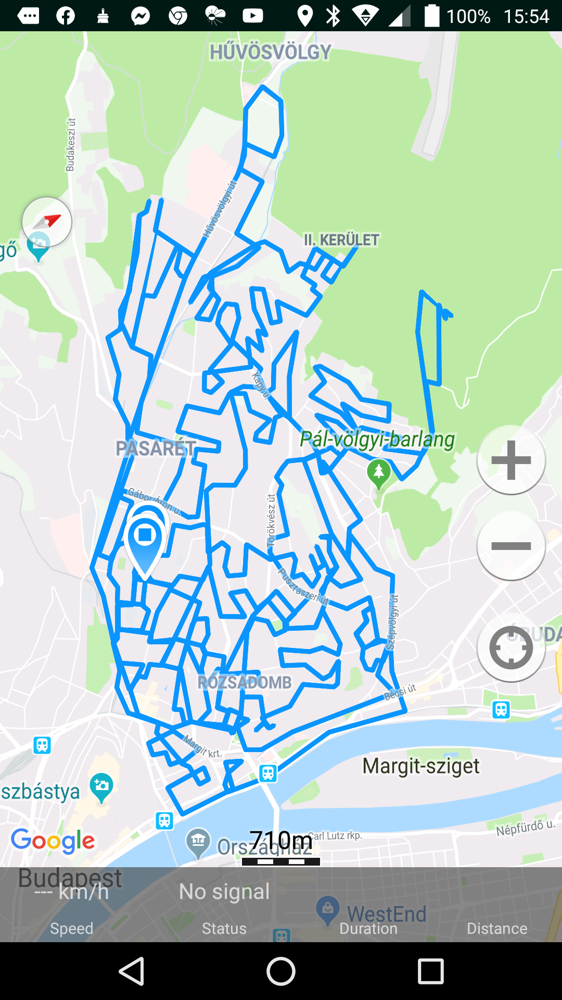 100% 15:54
HŰVÖSVÖLGY
Budakeszi út
Hűvösvölgyi út
II. KERÜLET
gő
Kapy u.
Pál-völgyi-barlang
PASARÉT
Gábor Áron u.
Törökvész út
Pusztaszeri út
Szépvölgyi út
ÓBUDA
RÓZSADOMB
Bécsi út
Margit krt.
Margit-sziget
szbástya
Népfürdő u.
Google
710m
Carl Lutz rkp.
Országház
Budapest
--- km/h No signal
WestEnd
Speed Status Duration Distance